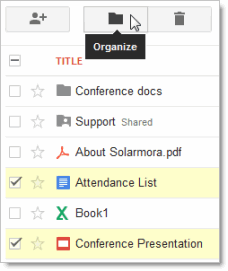 Organize
TITLE
Conference docs
Support Shared
About Solarmora.pdf
Attendance List
Book1
Conference Presentation